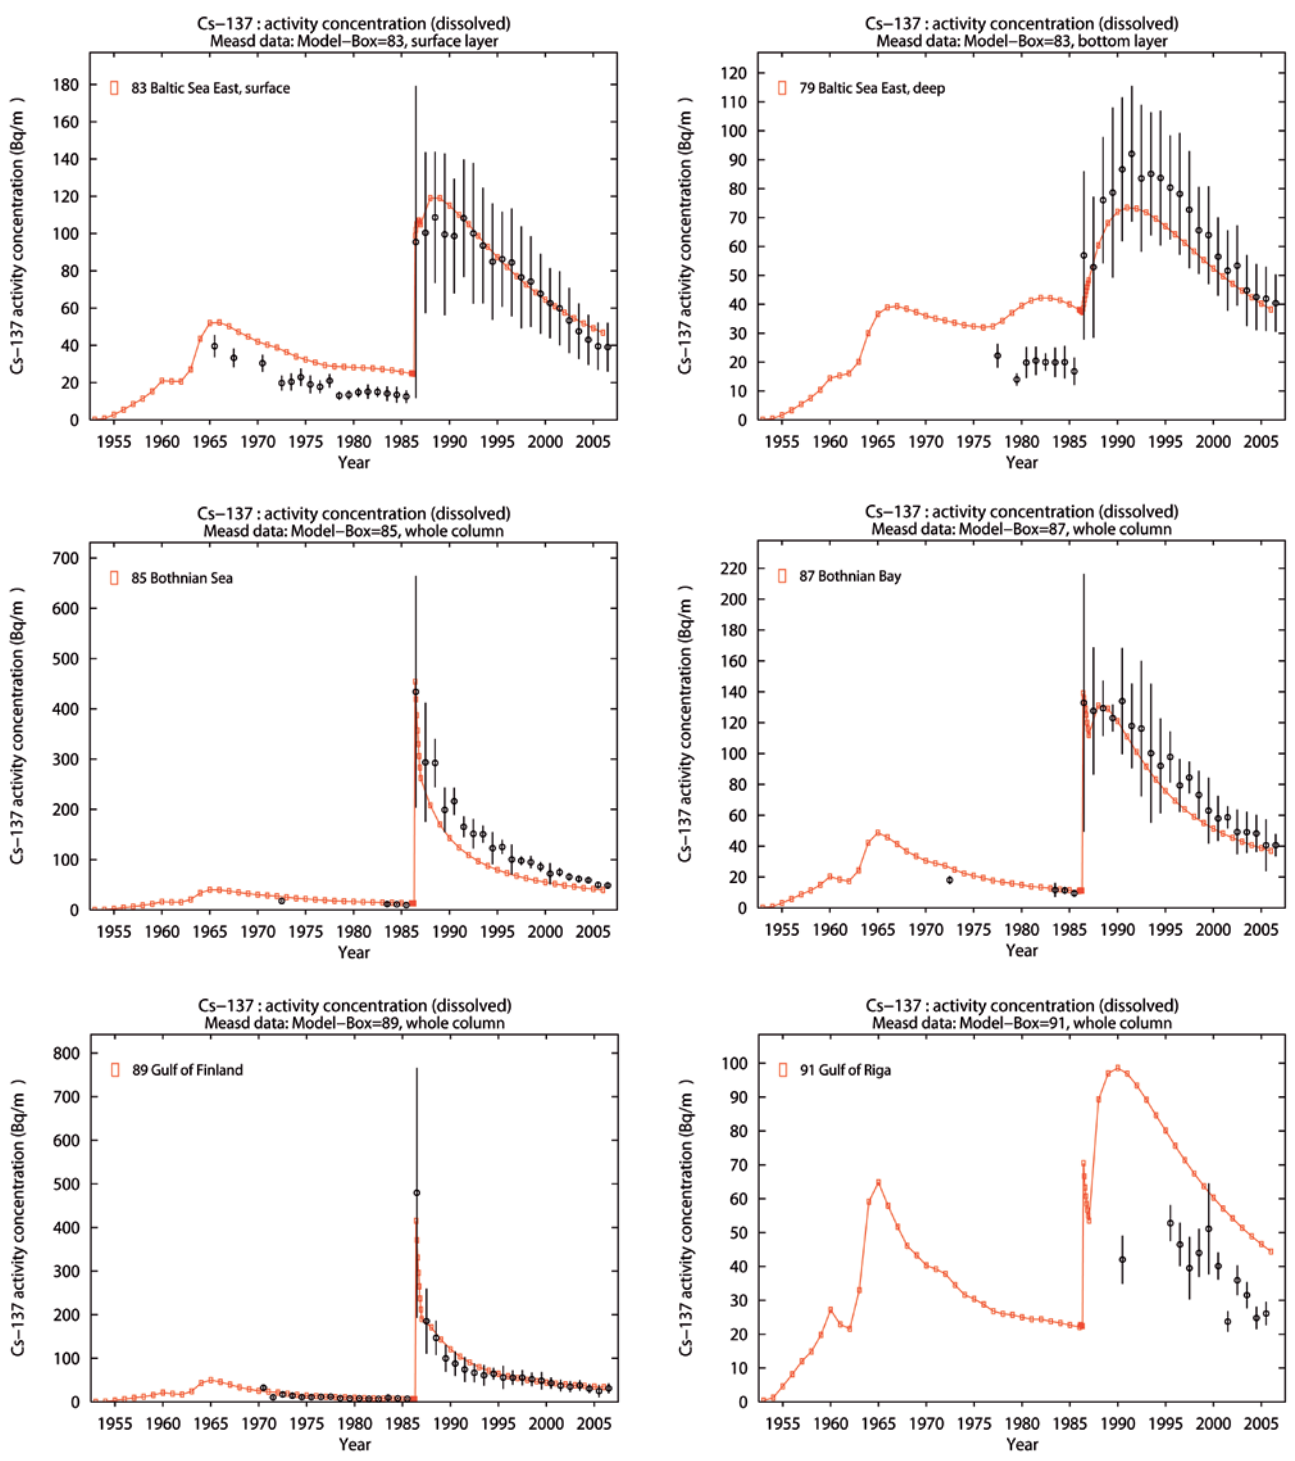 Cs−137 : activity concentration (dissolved)
Measd data: Model−Box=83, surface layer
83 Baltic Sea East, surface
Cs−137 activity concentration (Bq/m )
180
160
140
120
100
80
60
40
20
0
1955 1960 1965 1970 1975 1980 1985 1990 1995 2000 2005
Year
Cs−137 : activity concentration (dissolved)
Measd data: Model−Box=83, bottom layer
79 Baltic Sea East, deep
Cs−137 activity concentration (Bq/m )
120
110
100
90
80
70
60
50
40
30
20
10
0
1955 1960 1965 1970 1975 1980 1985 1990 1995 2000 2005
Year
Cs−137 : activity concentration (dissolved)
Measd data: Model−Box=85, whole column
85 Bothnian Sea
Cs−137 activity concentration (Bq/m )
700
600
500
400
300
200
100
0
1955 1960 1965 1970 1975 1980 1985 1990 1995 2000 2005
Year
Cs−137 : activity concentration (dissolved)
Measd data: Model−Box=87, whole column
87 Bothnian Bay
Cs−137 activity concentration (Bq/m )
220
200
180
160
140
120
100
80
60
40
20
0
1955 1960 1965 1970 1975 1980 1985 1990 1995 2000 2005
Year
Cs−137 : activity concentration (dissolved)
Measd data: Model−Box=89, whole column
89 Gulf of Finland
Cs−137 activity concentration (Bq/m )
800
700
600
500
400
300
200
100
0
1955 1960 1965 1970 1975 1980 1985 1990 1995 2000 2005
Year
Cs−137 : activity concentration (dissolved)
Measd data: Model−Box=91, whole column
91 Gulf of Riga
Cs−137 activity concentration (Bq/m )
100
90
80
70
60
50
40
30
20
10
0
1955 1960 1965 1970 1975 1980 1985 1990 1995 2000 2005
Year